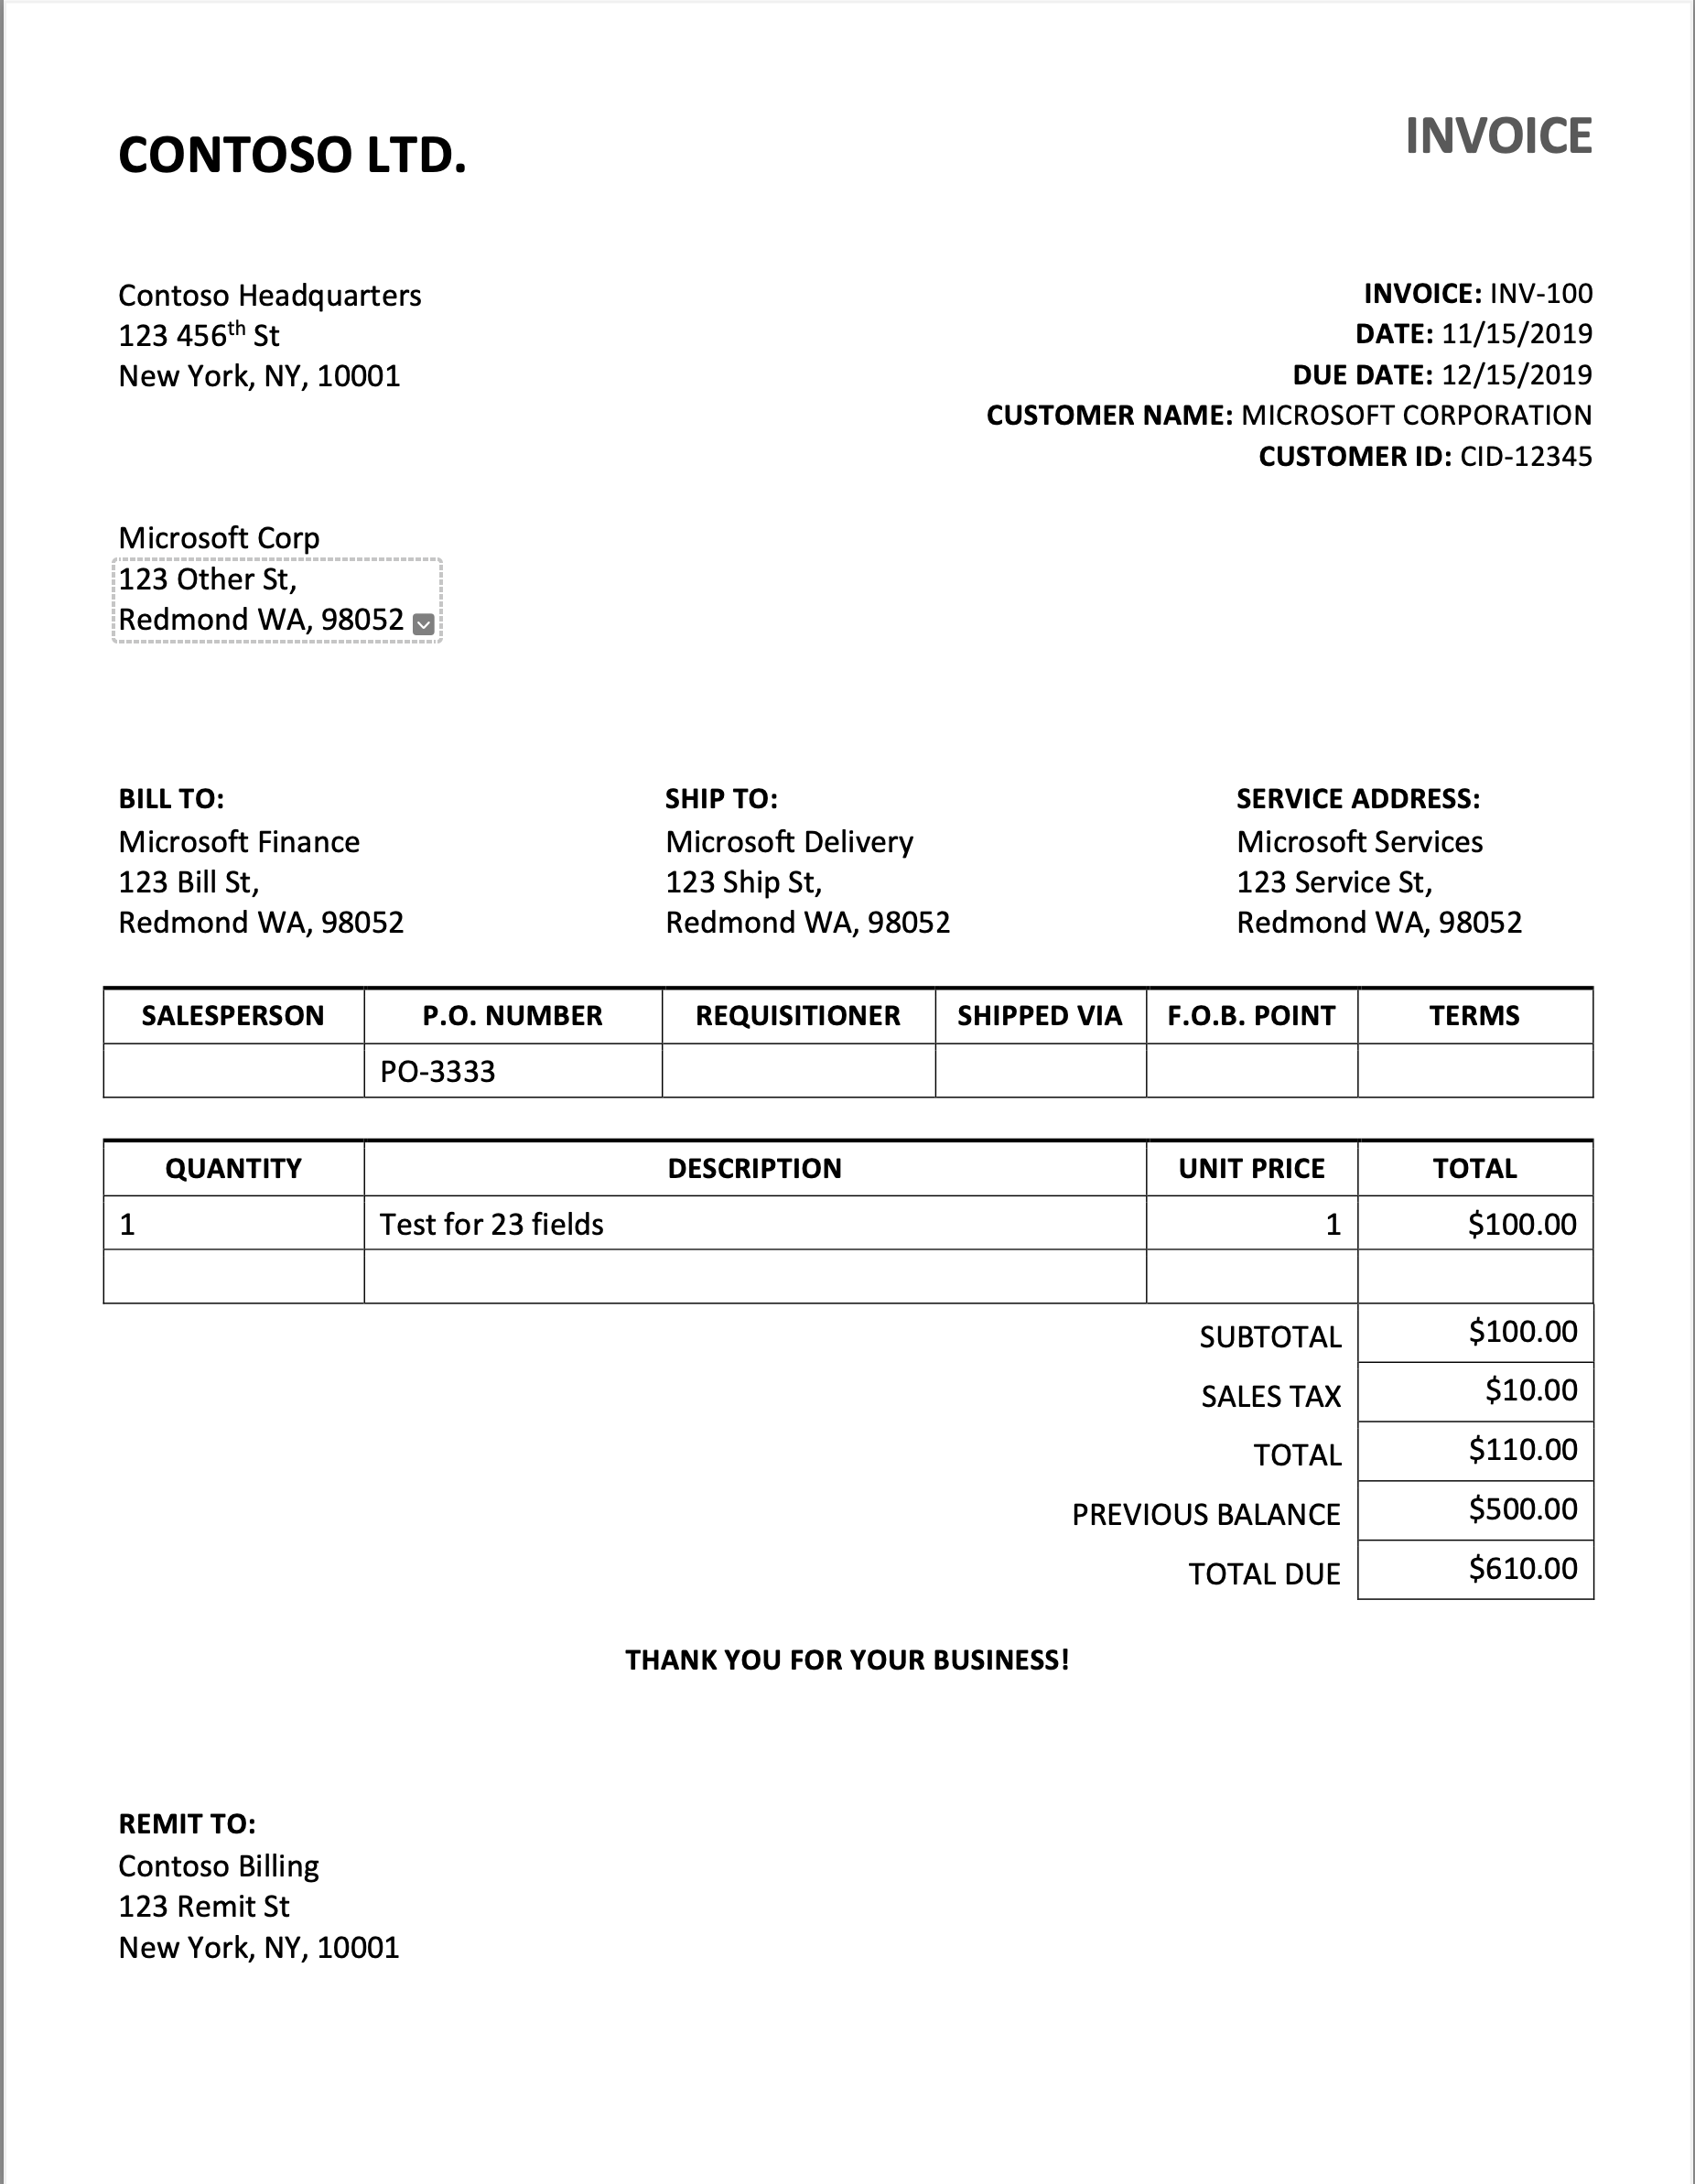 CONTOSO LTD.
INVOICE
Contoso Headquarters
123 456th St
New York, NY, 10001
INVOICE: INV-100
DATE: 11/15/2019
DUE DATE: 12/15/2019
CUSTOMER NAME: MICROSOFT CORPORATION
CUSTOMER ID: CID-12345
Microsoft Corp
123 Other St,
Redmond WA, 98052
BILL TO:
Microsoft Finance
123 Bill St,
Redmond WA, 98052
SHIP TO:
Microsoft Delivery
123 Ship St,
Redmond WA, 98052
SERVICE ADDRESS:
Microsoft Services
123 Service St,
Redmond WA, 98052
SALESPERSON P.O. NUMBER REQUISITIONER SHIPPED VIA F.O.B. POINT TERMS
PO-3333
QUANTITY DESCRIPTION UNIT PRICE TOTAL
1 Test for 23 fields 1 $100.00
SUBTOTAL $100.00
SALES TAX $10.00
TOTAL $110.00
PREVIOUS BALANCE $500.00
TOTAL DUE $610.00
THANK YOU FOR YOUR BUSINESS!
REMIT TO:
Contoso Billing
123 Remit St
New York, NY, 10001